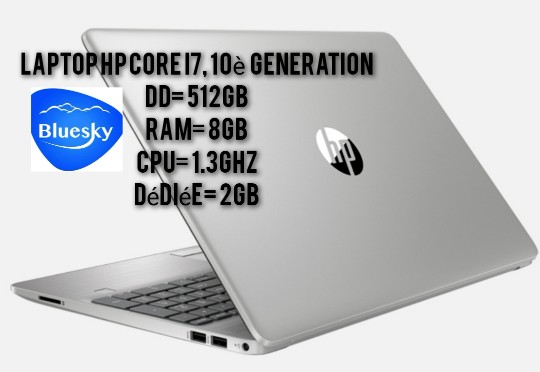 LAPTOP HP CORE I7, 10è GENERATION
DD= 512GB
RAM= 8GB
CPU= 1.3GHZ
DéDIéE= 2GB
Bluesky
hp